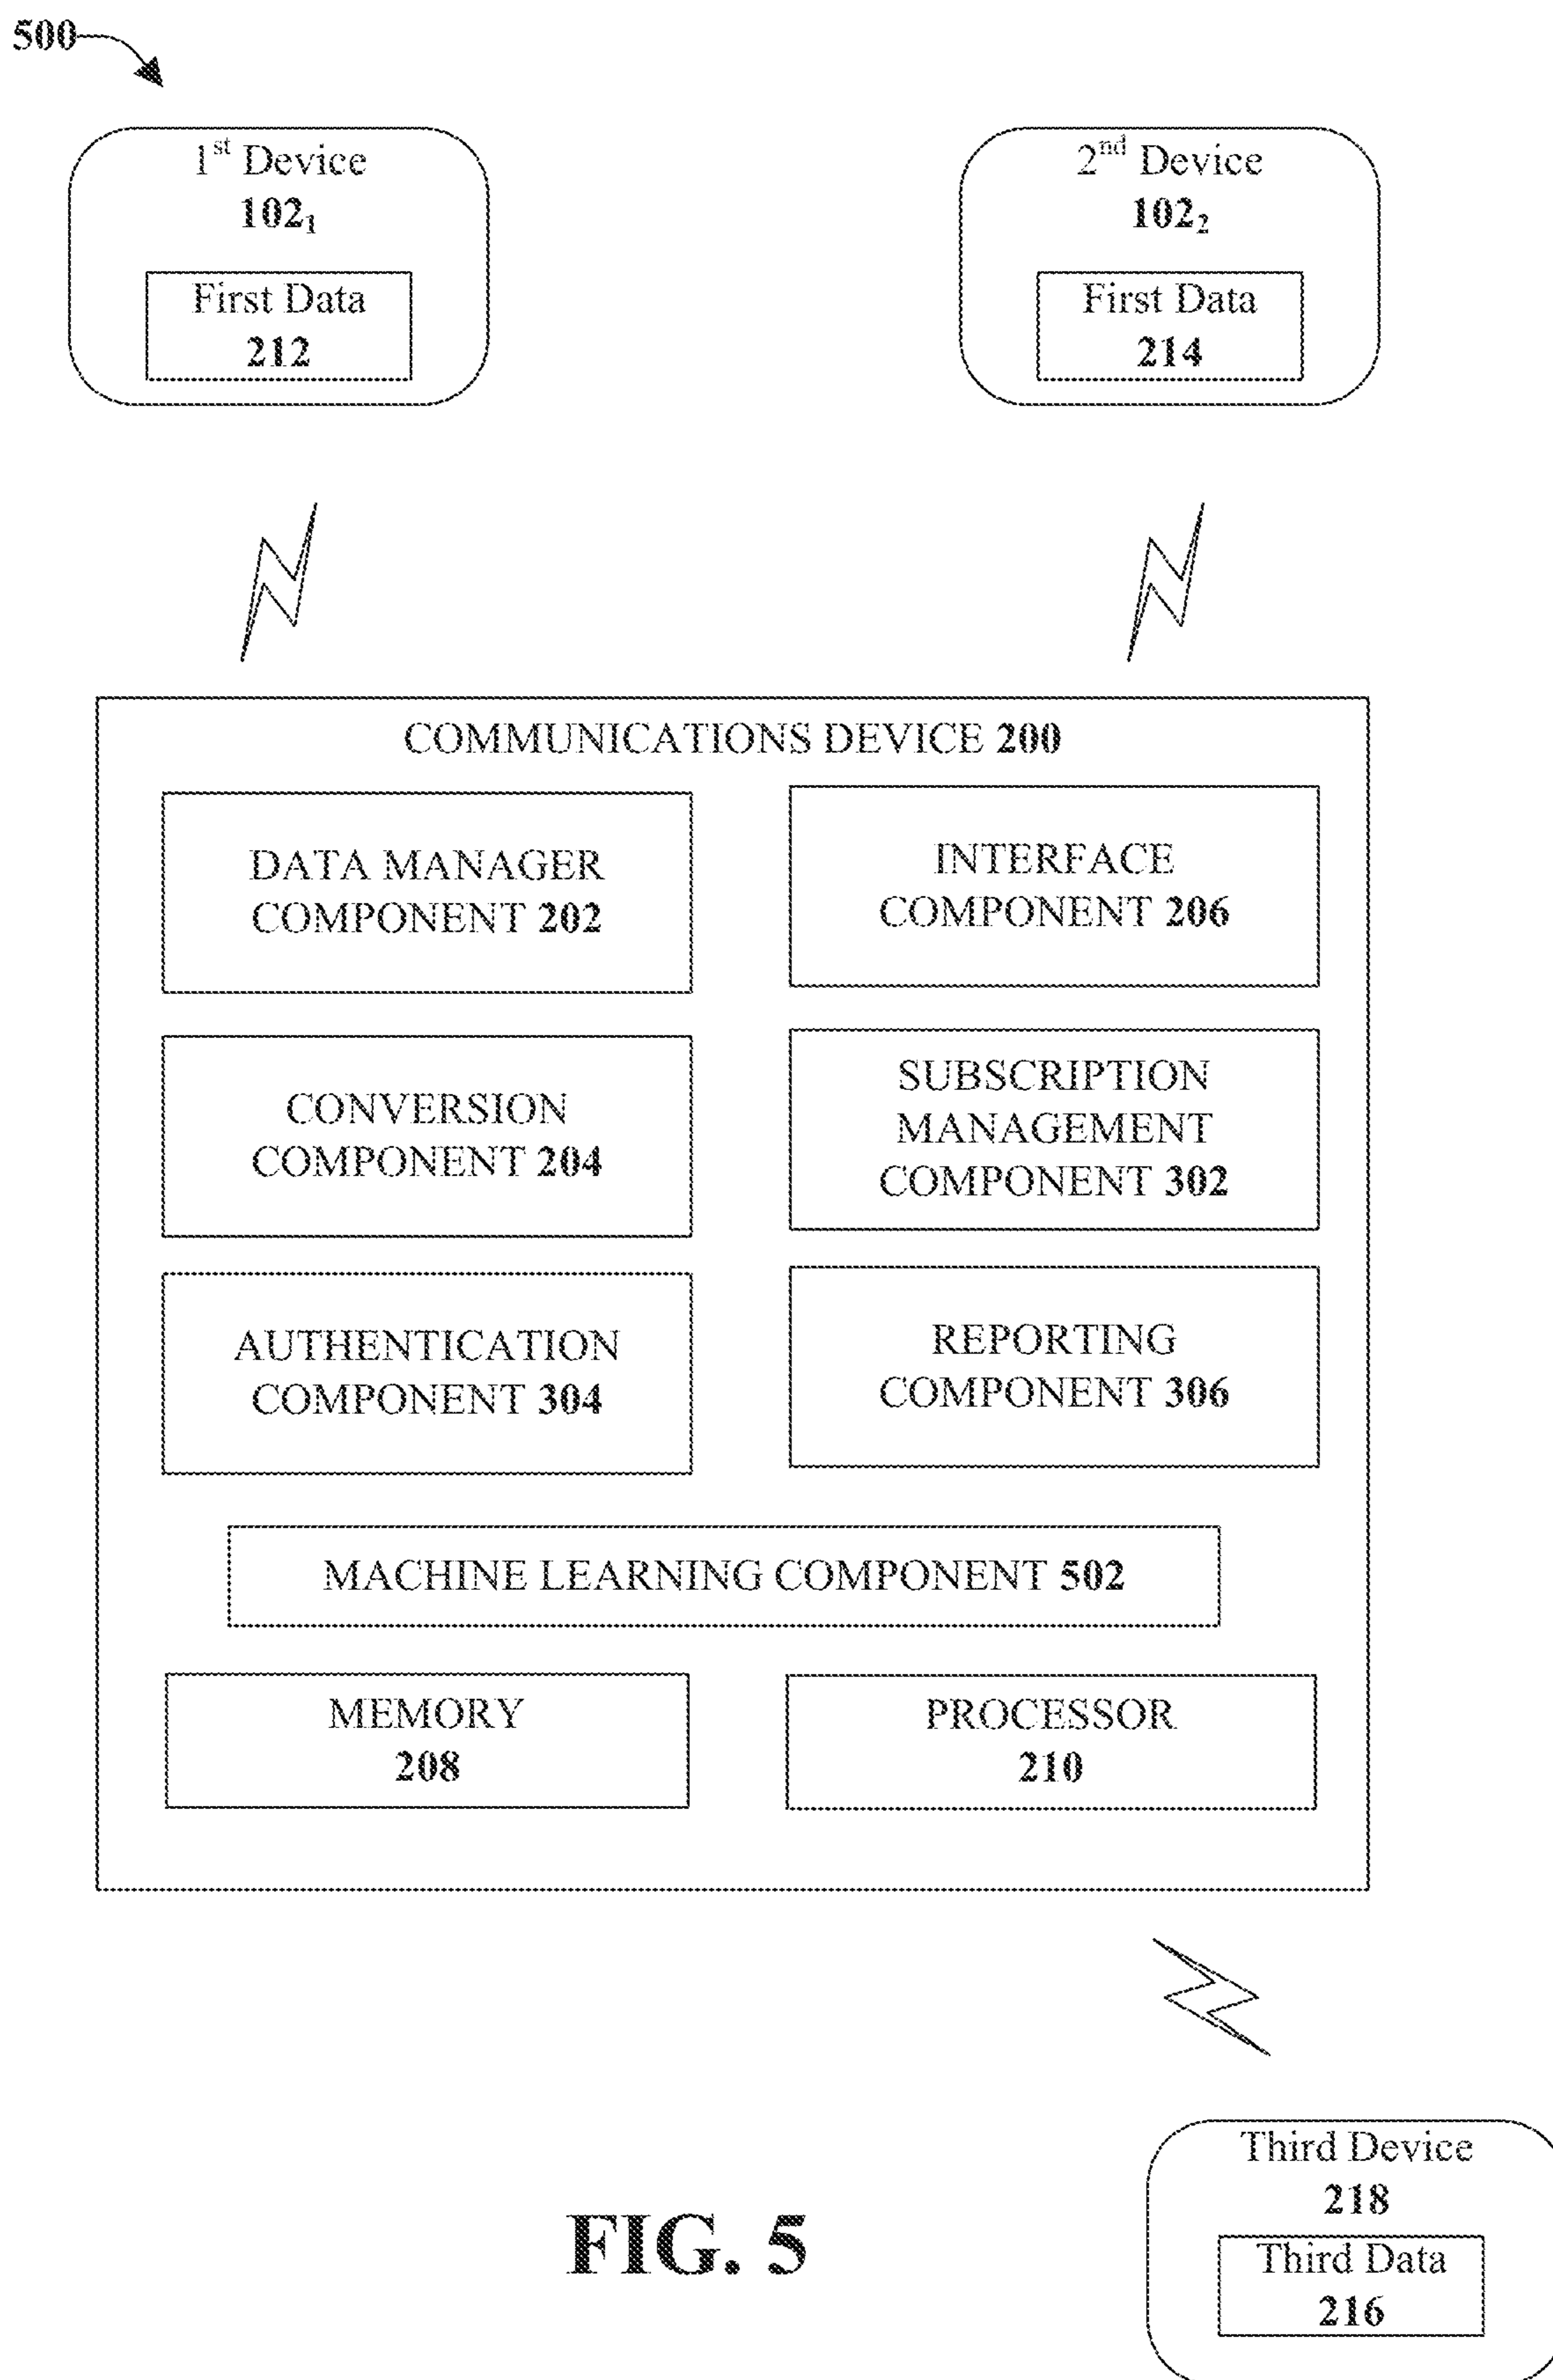 500
1st Device
102₁
First Data
212
2nd Device
102₂
First Data
214
COMMUNICATIONS DEVICE 200
DATA MANAGER
COMPONENT 202
INTERFACE
COMPONENT 206
CONVERSION
COMPONENT 204
SUBSCRIPTION
MANAGEMENT
COMPONENT 302
AUTHENTICATION
COMPONENT 304
REPORTING
COMPONENT 306
MACHINE LEARNING COMPONENT 502
MEMORY
208
PROCESSOR
210
Third Device
218
Third Data
216
FIG. 5